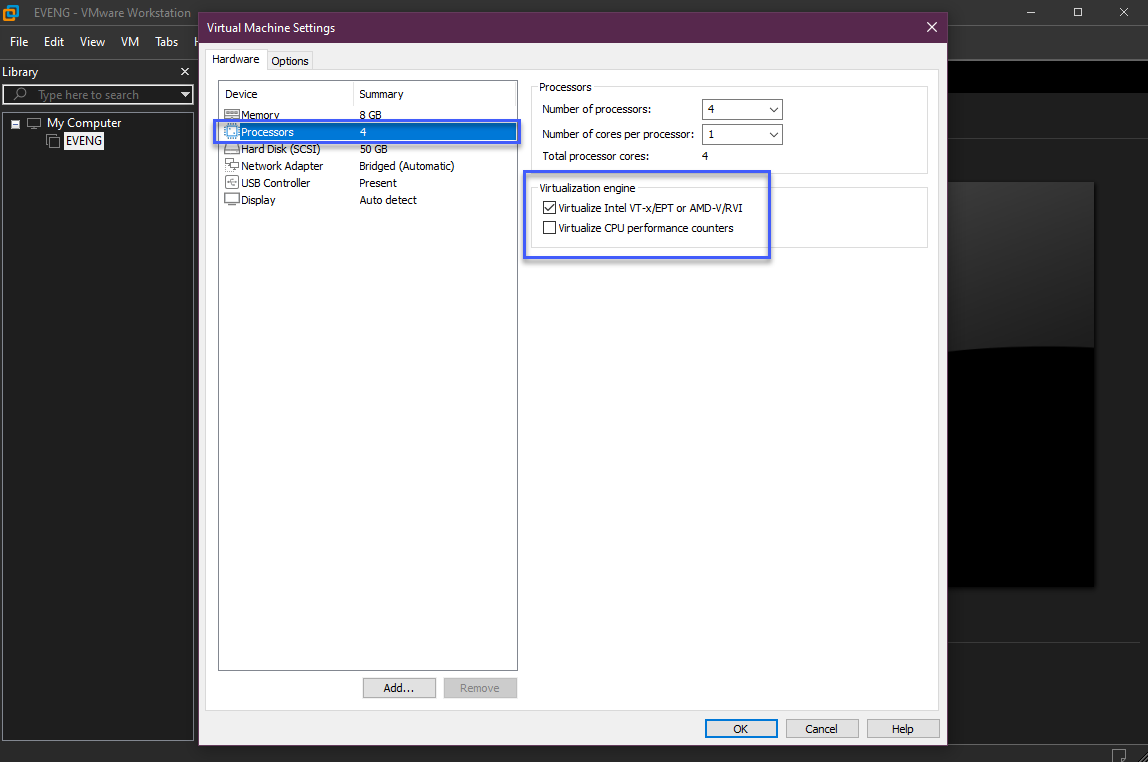 EVENG - VMware Workstation
File Edit View VM Tabs
Library
Type here to search
My Computer
EVENG
Virtual Machine Settings
Hardware Options
Device Summary
Memory 8 GB
Processors 4
Hard Disk (SCSI) 50 GB
Network Adapter Bridged (Automatic)
USB Controller Present
Display Auto detect
Add... Remove
Processors
Number of processors: 4
Number of cores per processor: 1
Total processor cores: 4
Virtualization engine
Virtualize Intel VT-x/EPT or AMD-V/RVI
Virtualize CPU performance counters
OK Cancel Help